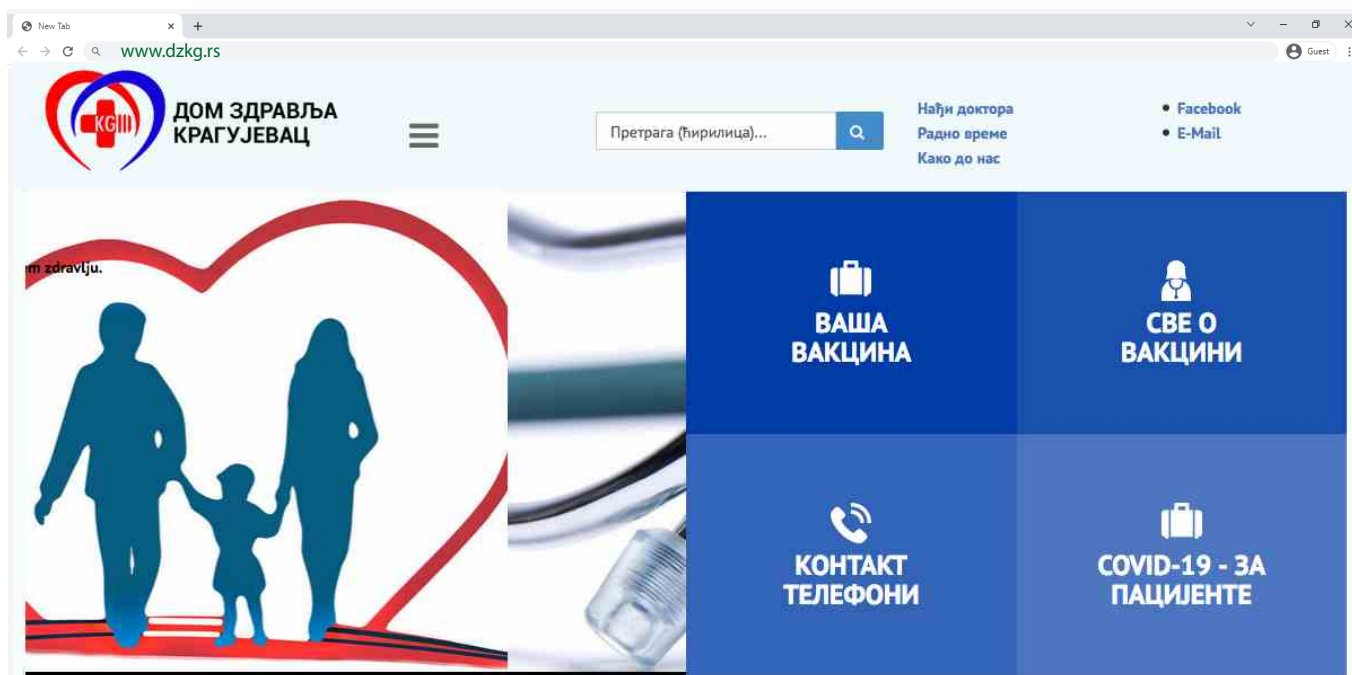 New Tab
www.dzkg.rs
Guest
KG
ДОМ ЗДРАВЉА
КРАГУЈЕВАЦ
Претрага (ћирилица)...
Нађи доктора
Радно време
Како до нас
Facebook
E-Mail
m zdravlju.
ВАША
ВАКЦИНА
СВЕ О
ВАКЦИНИ
КОНТАКТ
ТЕЛЕФОНИ
COVID-19 - ЗА
ПАЦИЈЕНТЕ